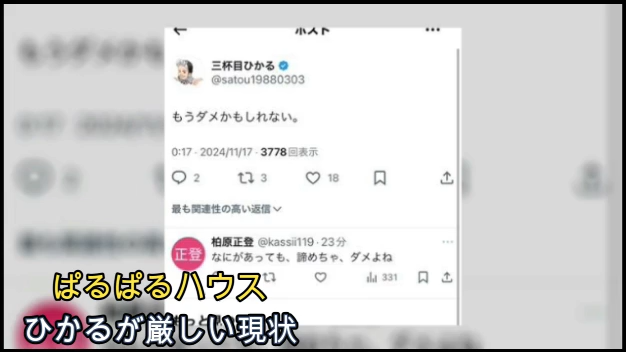 ポスト
三杯目ひかる
@satou19880303
もうダメかもしれない。
0:17 · 2024/11/17 · 3778回表示
2 3 18
最も関連性の高い返信
正登
柏原正登 @kassii119 · 23分
なにがあっても、諦めちゃ、ダメよね
331
ぱるぱるハウス
ひかるが厳しい現状